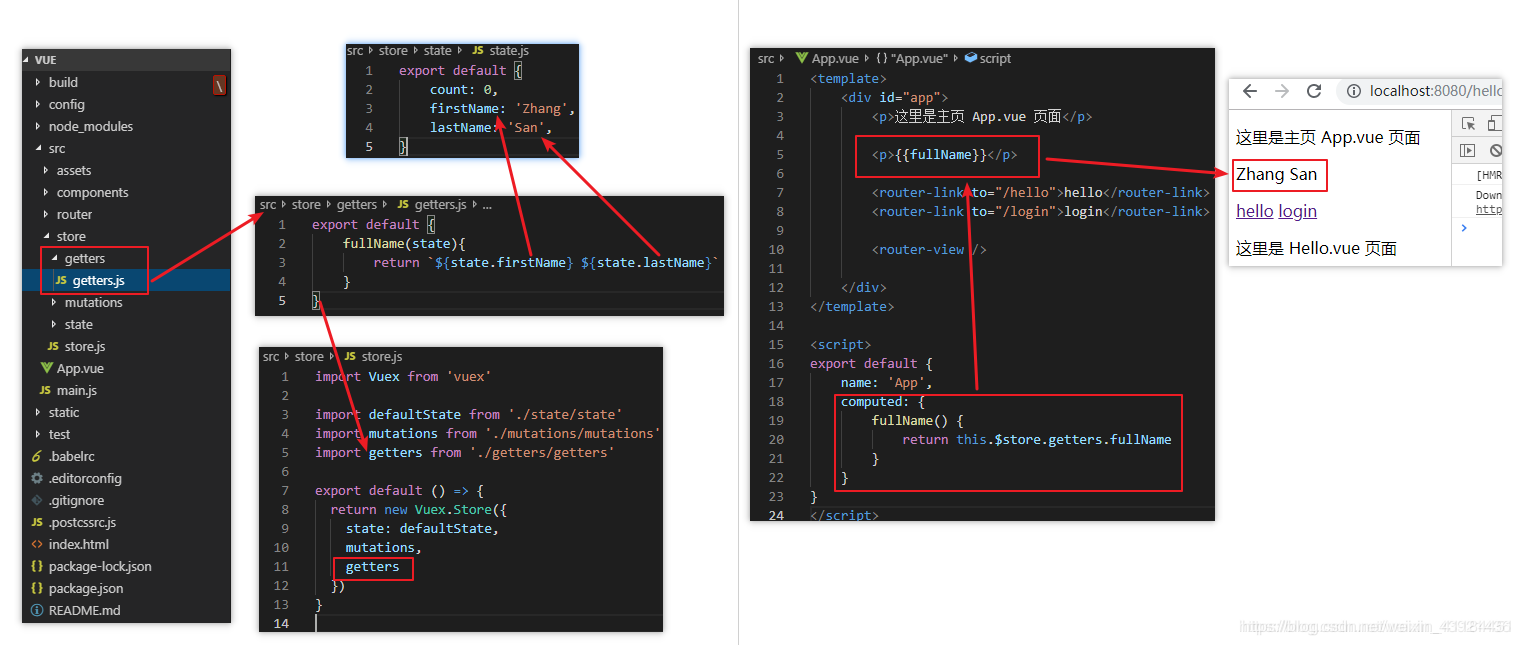 VUE
build
config
node_modules
src
assets
components
router
store
getters
JS getters.js
mutations
state
JS store.js
App.vue
JS main.js
static
test
.babelrc
.editorconfig
.gitignore
JS .postcssrc.js
<> index.html
{} package-lock.json
{} package.json
README.md
src store state JS state.js
1 export default {
2 count: 0,
3 firstName: 'Zhang',
4 lastName: 'San',
5 }
src store getters JS getters.js ...
1 export default {
2 fullName(state){
3 return `${state.firstName} ${state.lastName}`
4 }
5 }
src store JS store.js
1 import Vuex from 'vuex'
2
3 import defaultState from './state/state'
4 import mutations from './mutations/mutations'
5 import getters from './getters/getters'
6
7 export default () => {
8 return new Vuex.Store({
9 state: defaultState,
10 mutations,
11 getters
12 })
13 }
14
src App.vue {} "App.vue" script
1 <template>
2 <div id="app">
3 <p>这里是主页 App.vue 页面</p>
4
5 <p>{{fullName}}</p>
6
7 <router-link to="/hello">hello</router-link>
8 <router-link to="/login">login</router-link>
9
10 <router-view />
11
12 </div>
13 </template>
14
15 <script>
16 export default {
17 name: 'App',
18 computed: {
19 fullName() {
20 return this.$store.getters.fullName
21 }
22 }
23 }
24 </script>
localhost:8080/hello
这里是主页 App.vue 页面
Zhang San
hello login
这里是 Hello.vue 页面
[HMR
Down
http